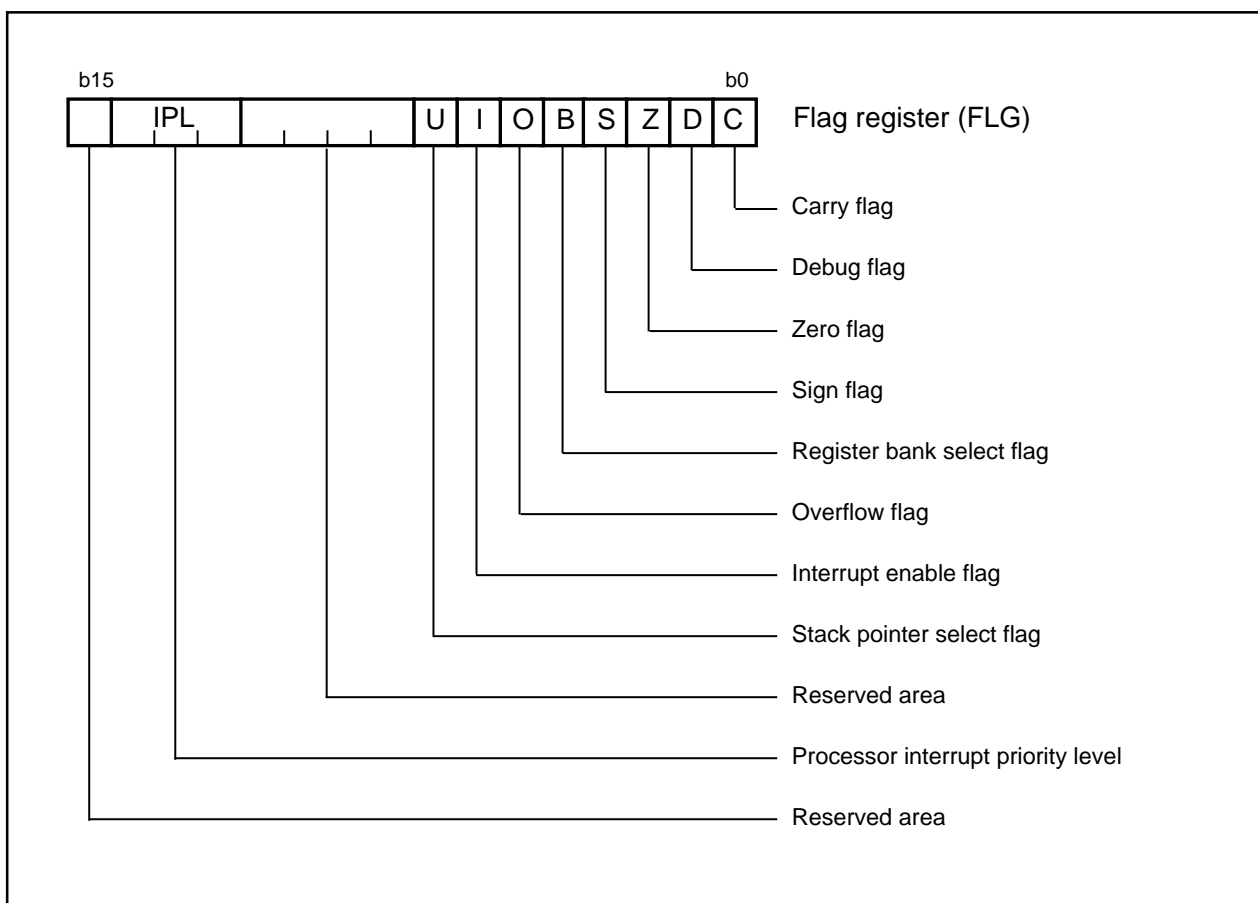 b15 b0
IPL U I O B S Z D C Flag register (FLG)
Carry flag
Debug flag
Zero flag
Sign flag
Register bank select flag
Overflow flag
Interrupt enable flag
Stack pointer select flag
Reserved area
Processor interrupt priority level
Reserved area